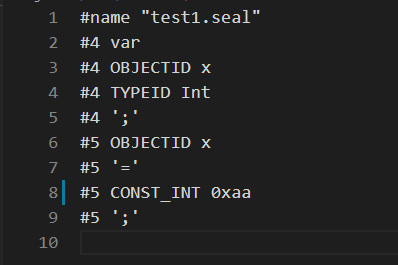 1 #name "test1.seal"
2 #4 var
3 #4 OBJECTID x
4 #4 TYPEID Int
5 #4 ';'
6 #5 OBJECTID x
7 #5 '='
8 #5 CONST_INT 0xaa
9 #5 ';'
10